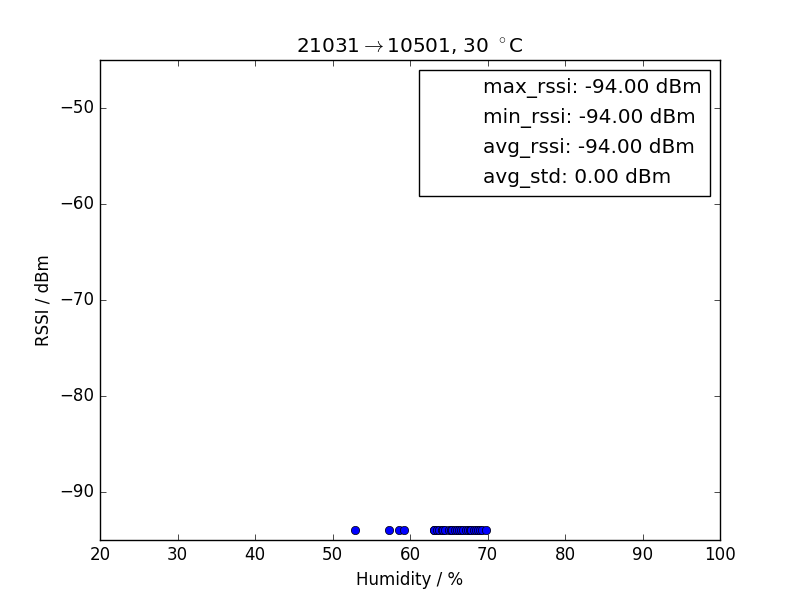 21031→10501, 30 °C
max_rssi: -94.00 dBm
min_rssi: -94.00 dBm
avg_rssi: -94.00 dBm
avg_std: 0.00 dBm
RSSI / dBm
−50
−60
−70
−80
−90
20 30 40 50 60 70 80 90 100
Humidity / %